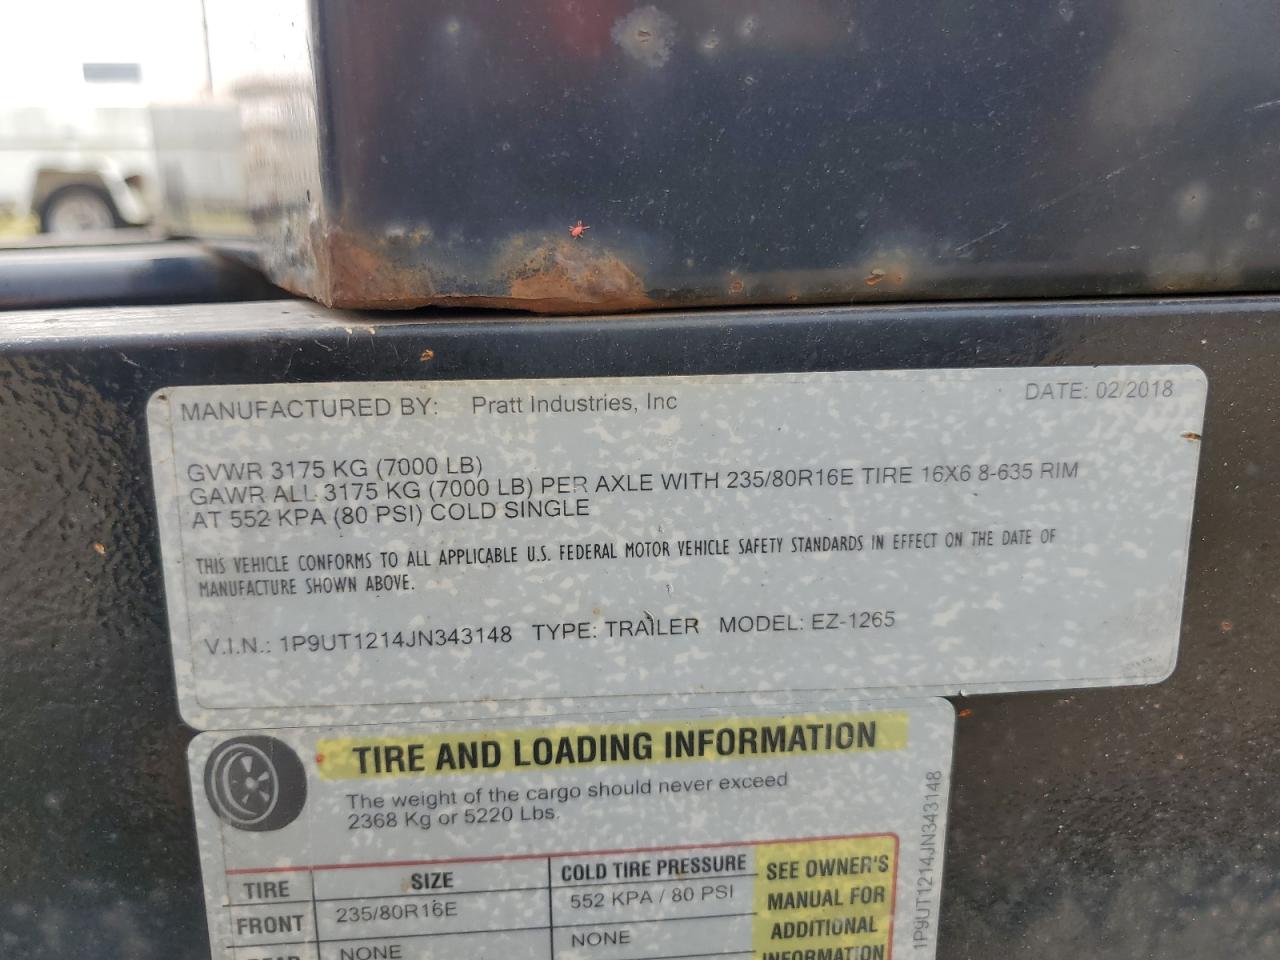 MANUFACTURED BY: Pratt Industries, Inc DATE: 02/2018
GVWR 3175 KG (7000 LB)
GAWR ALL 3175 KG (7000 LB) PER AXLE WITH 235/80R16E TIRE 16X6 8-635 RIM
AT 552 KPA (80 PSI) COLD SINGLE
THIS VEHICLE CONFORMS TO ALL APPLICABLE U.S. FEDERAL MOTOR VEHICLE SAFETY STANDARDS IN EFFECT ON THE DATE OF
MANUFACTURE SHOWN ABOVE.
V.I.N.: 1P9UT1214JN343148 TYPE: TRAILER MODEL: EZ-1265
TIRE AND LOADING INFORMATION
The weight of the cargo should never exceed
2368 Kg or 5220 Lbs.
TIRE SIZE COLD TIRE PRESSURE
FRONT 235/80R16E 552 KPA / 80 PSI
REAR NONE NONE
SEE OWNER'S
MANUAL FOR
ADDITIONAL
INFORMATION
1P9UT1214JN343148